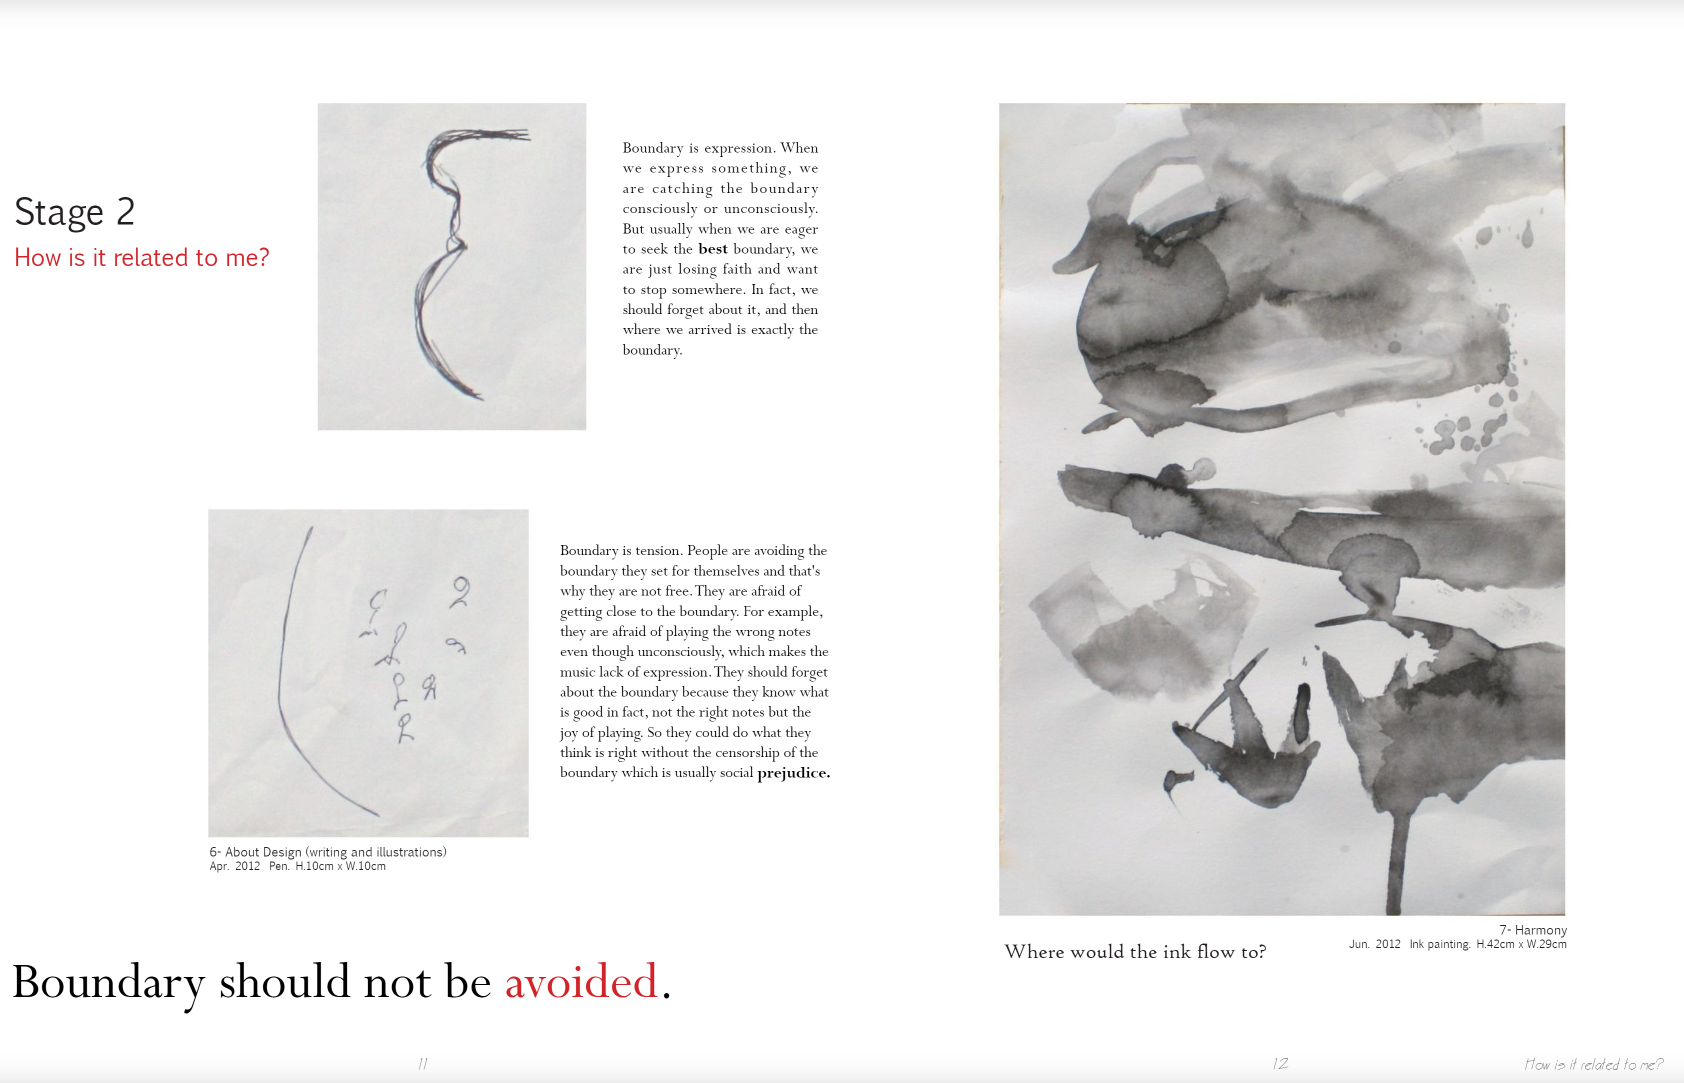 Stage 2
How is it related to me?
Boundary is expression. When
we express something, we
are catching the boundary
consciously or unconsciously.
But usually when we are eager
to seek the best boundary, we
are just losing faith and want
to stop somewhere. In fact, we
should forget about it, and then
where we arrived is exactly the
boundary.
Boundary is tension. People are avoiding the
boundary they set for themselves and that's
why they are not free. They are afraid of
getting close to the boundary. For example,
they are afraid of playing the wrong notes
even though unconsciously, which makes the
music lack of expression. They should forget
about the boundary because they know what
is good in fact, not the right notes but the
joy of playing. So they could do what they
think is right without the censorship of the
boundary which is usually social prejudice.
6- About Design (writing and illustrations)
Apr. 2012 Pen. H.10cm x W.10cm
Boundary should not be avoided.
11
7- Harmony
Jun. 2012 Ink painting. H.42cm x W.29cm
Where would the ink flow to?
12
How is it related to me?